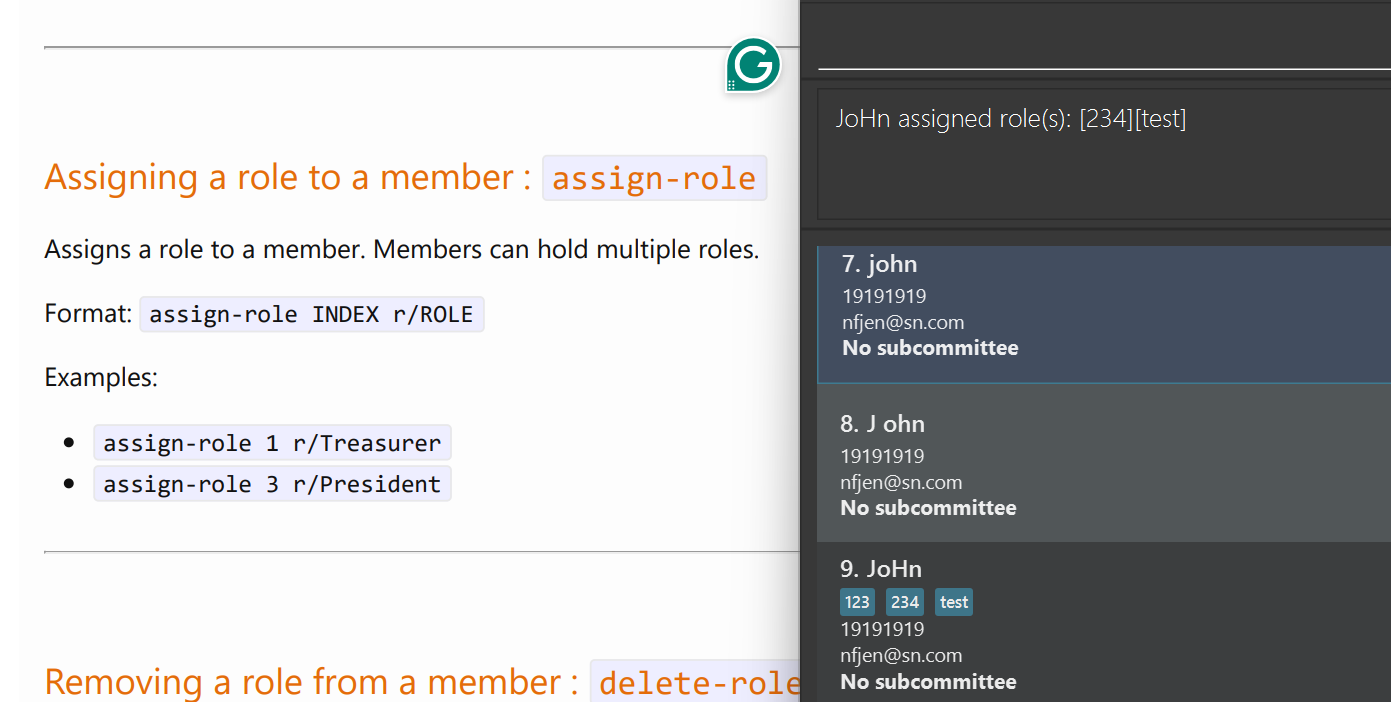 Assigning a role to a member : assign-role
Assigns a role to a member. Members can hold multiple roles.
Format: assign-role INDEX r/ROLE
Examples:
assign-role 1 r/Treasurer
assign-role 3 r/President
Removing a role from a member : delete-role
JoHn assigned role(s): [234][test]
7. john
19191919
nfjen@sn.com
No subcommittee
8. J ohn
19191919
nfjen@sn.com
No subcommittee
9. JoHn
123 234 test
19191919
nfjen@sn.com
No subcommittee